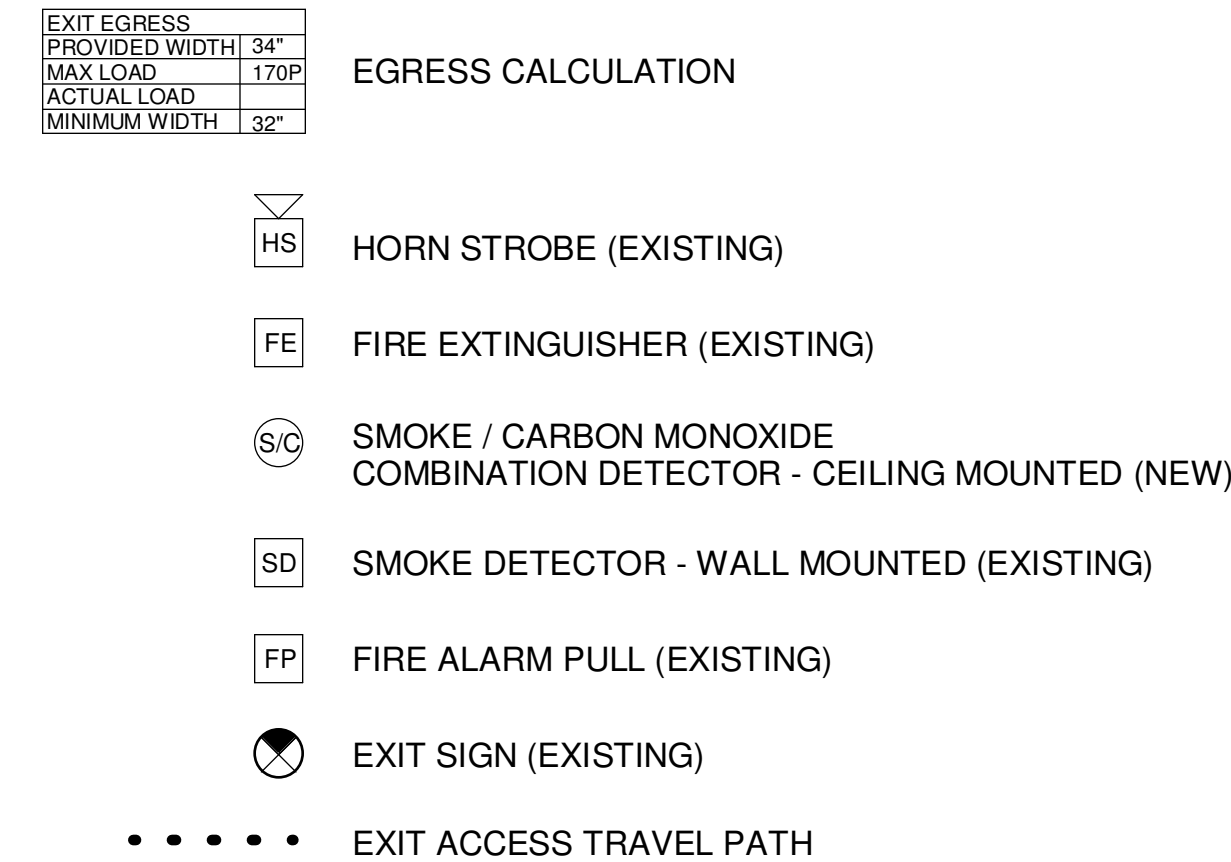 EXIT EGRESS
PROVIDED WIDTH 34"
MAX LOAD 170P
ACTUAL LOAD
MINIMUM WIDTH 32"
EGRESS CALCULATION
HS HORN STROBE (EXISTING)
FE FIRE EXTINGUISHER (EXISTING)
S/C SMOKE / CARBON MONOXIDE
COMBINATION DETECTOR - CEILING MOUNTED (NEW)
SD SMOKE DETECTOR - WALL MOUNTED (EXISTING)
FP FIRE ALARM PULL (EXISTING)
EXIT SIGN (EXISTING)
EXIT ACCESS TRAVEL PATH